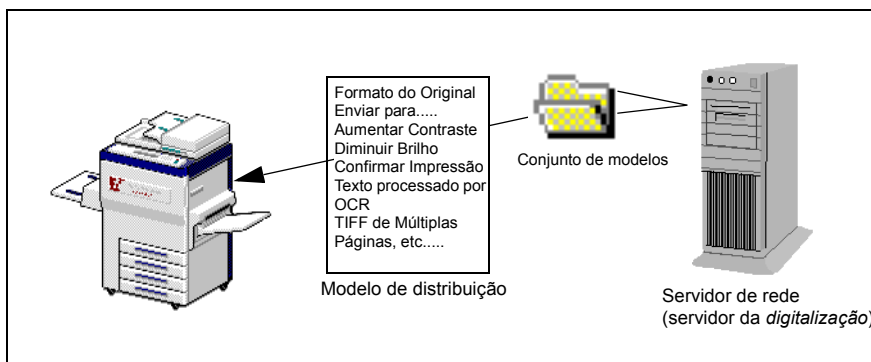 Formato do Original
Enviar para.....
Aumentar Contraste
Diminuir Brilho
Confirmar Impressão
Texto processado por
OCR
TIFF de Múltiplas
Páginas, etc.....
Modelo de distribuição
Conjunto de modelos
Servidor de rede
(servidor da digitalização)